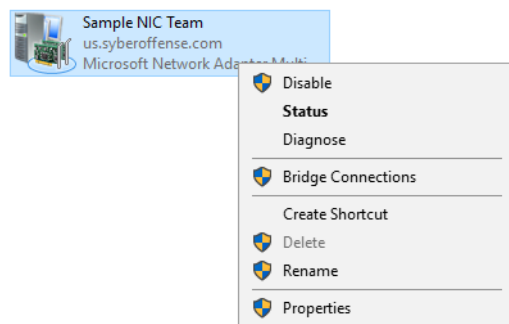 Sample NIC Team
us.syberoffense.com
Microsoft Network Adapter Multi...
Disable
Status
Diagnose
Bridge Connections
Create Shortcut
Delete
Rename
Properties